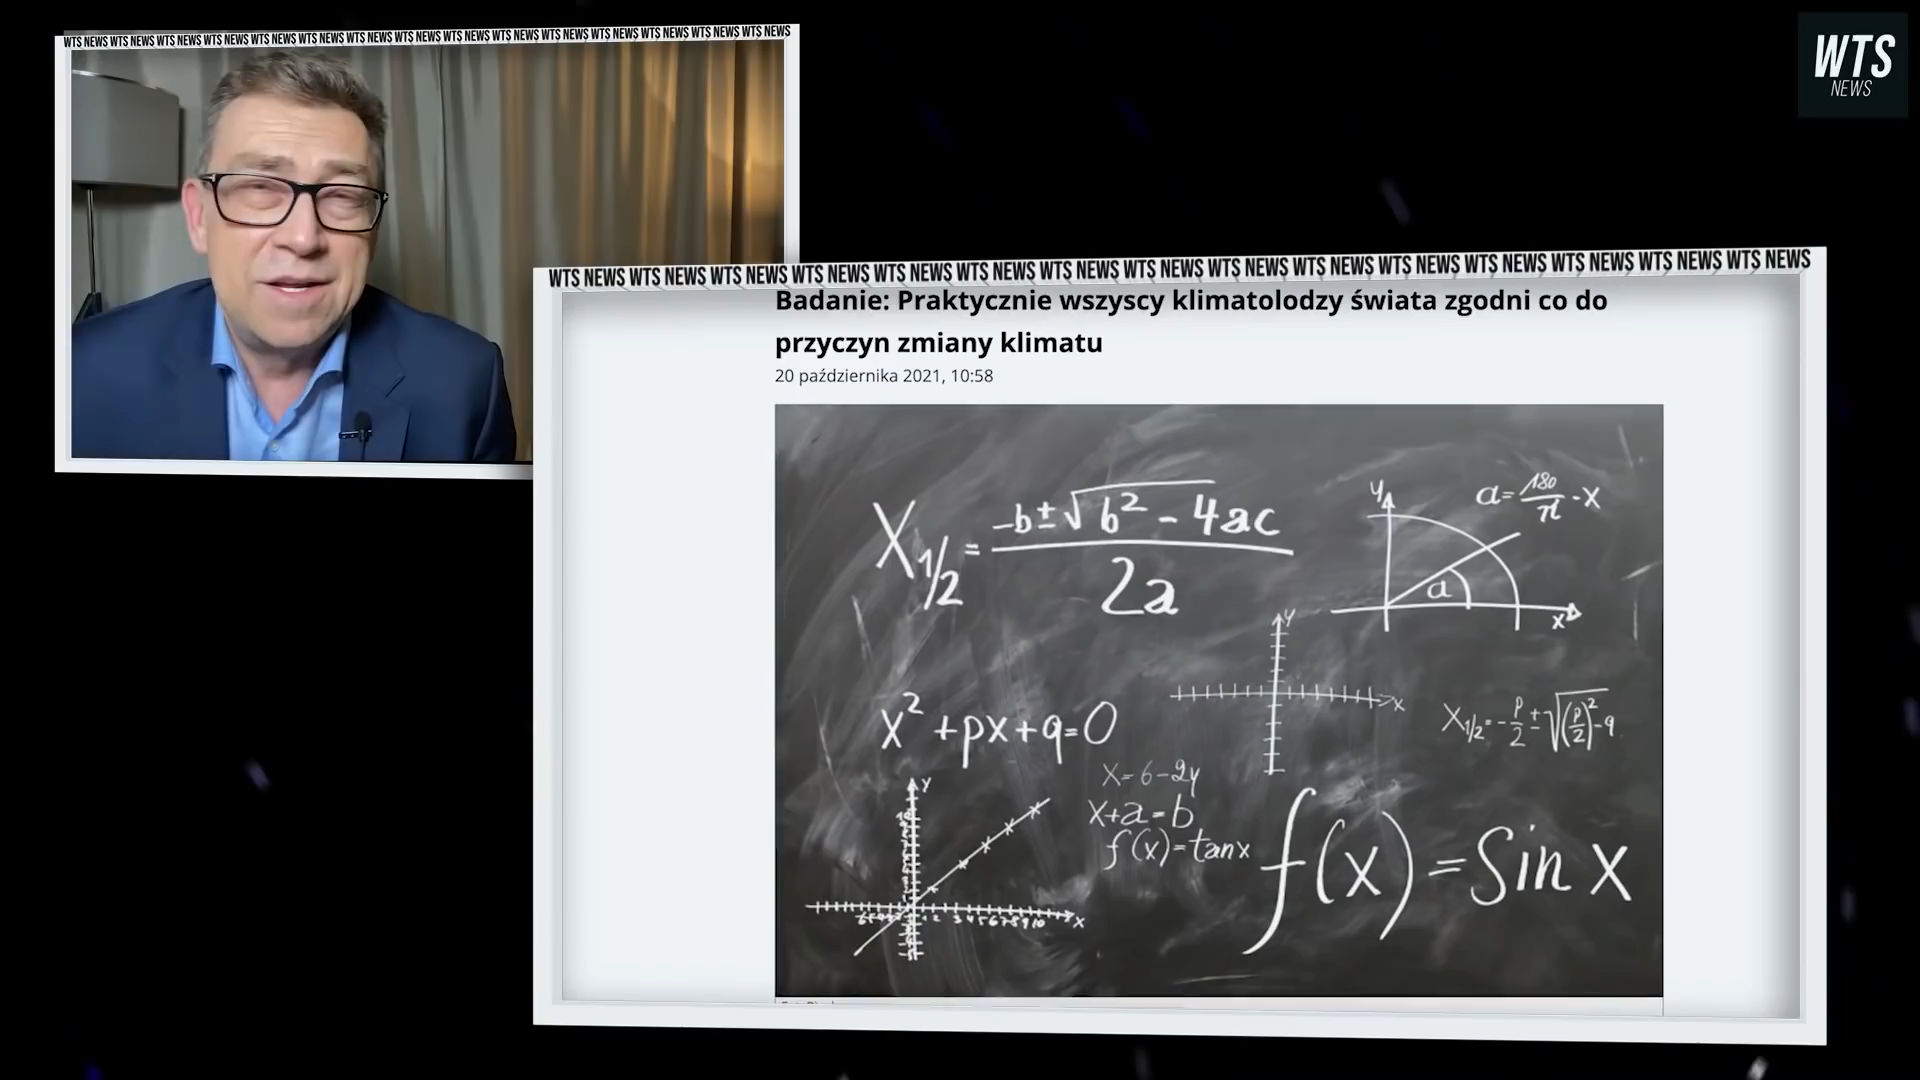 WTS NEWS WTS NEWS WTS NEWS WTS NEWS WTS NEWS WTS NEWS WTS NEWS WTS NEWS WTS NEWS WTS NEWS WTS NEWS WTS NEWS WTS NEWS WTS NEWS WTS NEWS WTS NEWS
WTS
NEWS
WTS NEWS WTS NEWS WTS NEWS WTS NEWS WTS NEWS WTS NEWS WTS NEWS WTS NEWS WTS NEWS WTS NEWS WTS NEWS WTS NEWS WTS NEWS WTS NEWS WTS NEWS
Badanie: Praktycznie wszyscy klimatolodzy świata zgodni co do
przyczyn zmiany klimatu
20 października 2021, 10:58
X1/2 = -b±√b²-4ac / 2a
y
a = 180/π · X
a
x
y
x
x²+px+q=0
X1/2 = -p/2 ± √(p/2)²-q
X=6-2y
X+a=b
f(x)=tanx
f(x)=Sin X
y
x